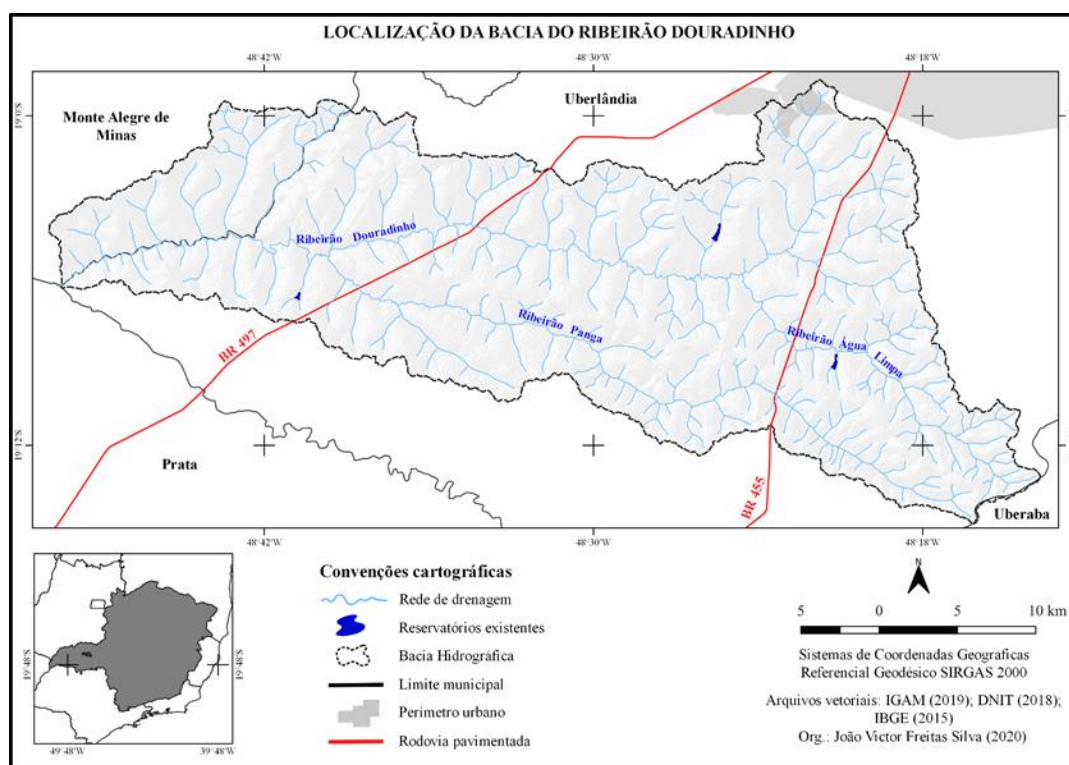 LOCALIZAÇÃO DA BACIA DO RIBEIRÃO DOURADINHO
48°42'W
48°30'W
48°18'W
19°0'S
19°0'S
Monte Alegre de
Minas
Uberlândia
Ribeirão Douradinho
Ribeirão Panga
Ribeirão Água Limpa
BR 497
BR 455
19°12'S
19°12'S
Prata
Uberaba
48°42'W
48°30'W
48°18'W
Convenções cartográficas
Rede de drenagem
Reservatórios existentes
Bacia Hidrográfica
Limite municipal
Perimetro urbano
Rodovia pavimentada
19°48'S
19°48'S
49°48'W
39°48'W
N
5 0 5 10 km
Sistemas de Coordenadas Geograficas
Referencial Geodésico SIRGAS 2000
Arquivos vetoriais: IGAM (2019); DNIT (2018);
IBGE (2015)
Org.: João Victor Freitas Silva (2020)